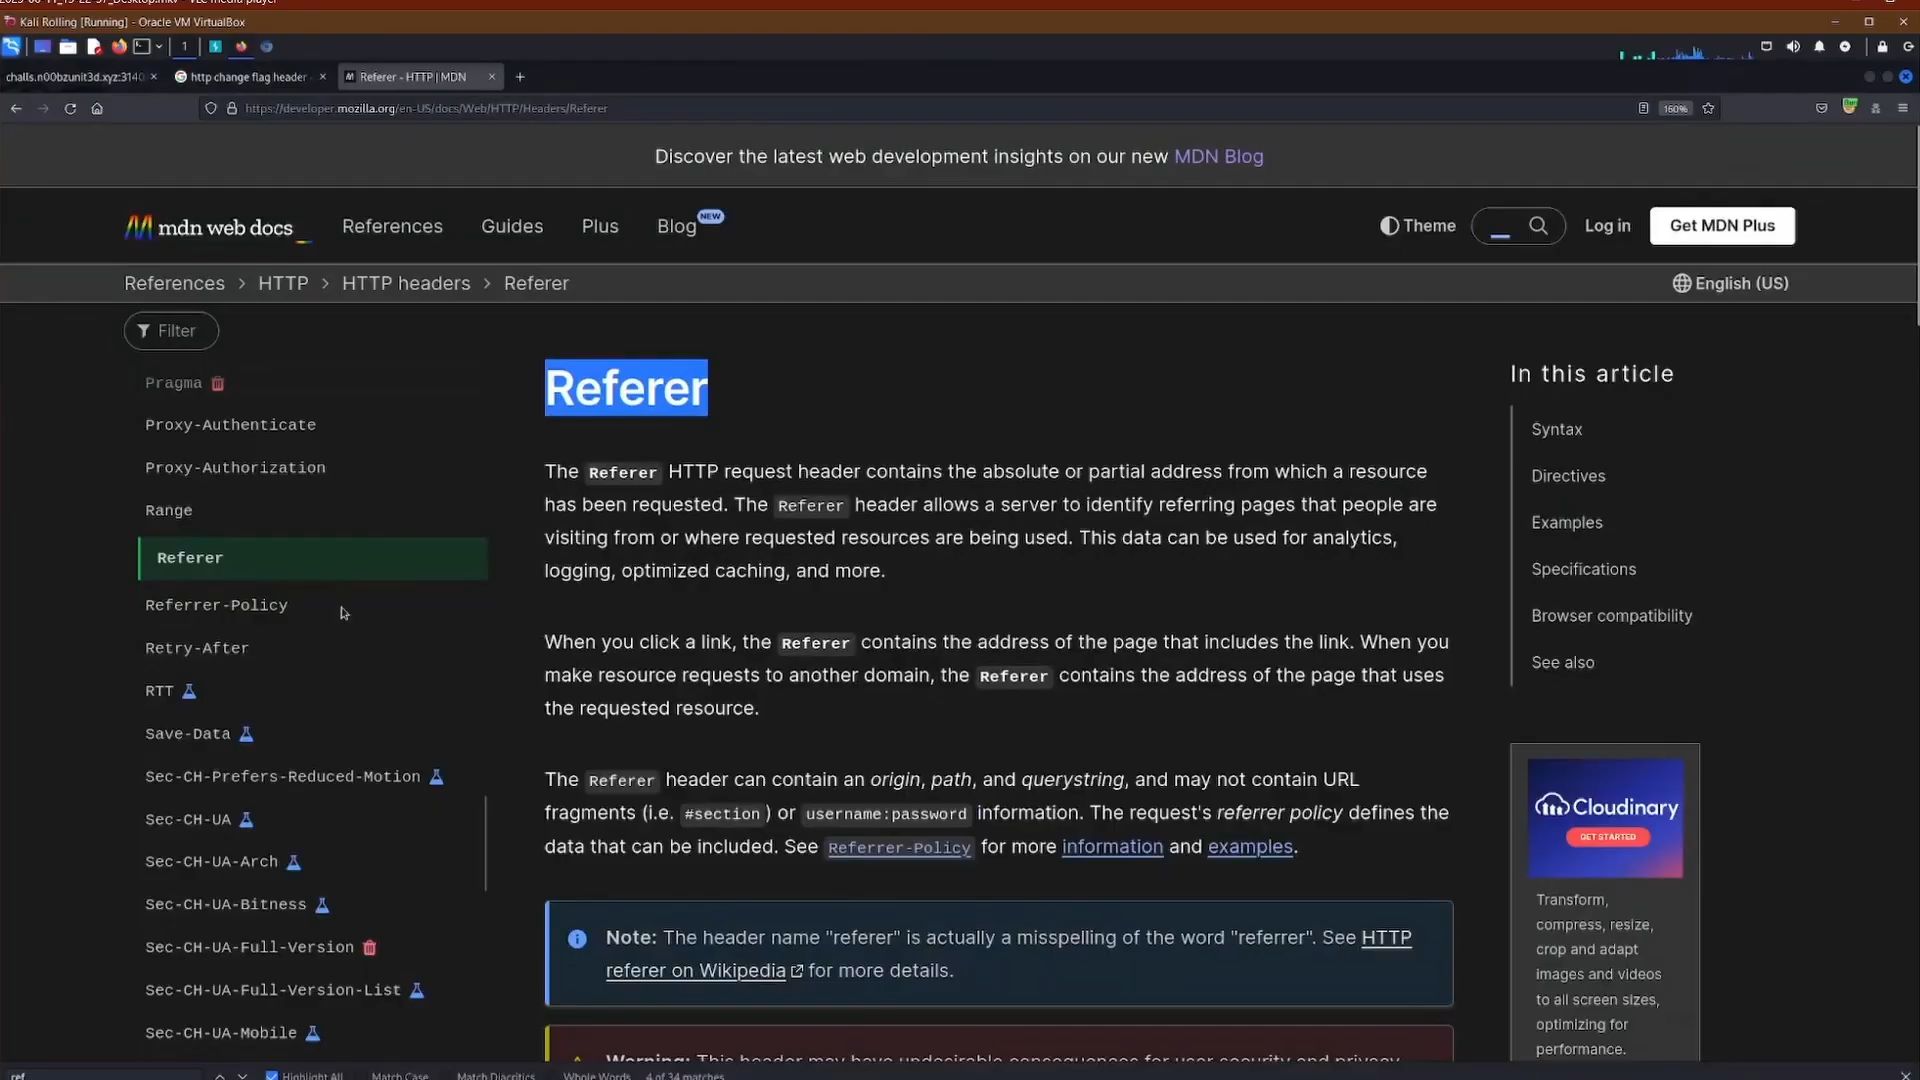 Kali Rolling [Running] - Oracle VM VirtualBox
1
challs.n00bzunit3d.xyz:3140
http change flag header
Referer - HTTP | MDN
https://developer.mozilla.org/en-US/docs/Web/HTTP/Headers/Referer
160%
Discover the latest web development insights on our new MDN Blog
mdn web docs
References
Guides
Plus
Blog NEW
Theme
Log in
Get MDN Plus
References > HTTP > HTTP headers > Referer
English (US)
Filter
Pragma
Proxy-Authenticate
Proxy-Authorization
Range
Referer
Referrer-Policy
Retry-After
RTT
Save-Data
Sec-CH-Prefers-Reduced-Motion
Sec-CH-UA
Sec-CH-UA-Arch
Sec-CH-UA-Bitness
Sec-CH-UA-Full-Version
Sec-CH-UA-Full-Version-List
Sec-CH-UA-Mobile
Referer
The Referer HTTP request header contains the absolute or partial address from which a resource
has been requested. The Referer header allows a server to identify referring pages that people are
visiting from or where requested resources are being used. This data can be used for analytics,
logging, optimized caching, and more.
When you click a link, the Referer contains the address of the page that includes the link. When you
make resource requests to another domain, the Referer contains the address of the page that uses
the requested resource.
The Referer header can contain an origin, path, and querystring, and may not contain URL
fragments (i.e. #section) or username:password information. The request's referrer policy defines the
data that can be included. See Referrer-Policy for more information and examples.
Note: The header name "referer" is actually a misspelling of the word "referrer". See HTTP
referer on Wikipedia for more details.
Warning: This header may have undesirable consequences for user security and privacy.
In this article
Syntax
Directives
Examples
Specifications
Browser compatibility
See also
Cloudinary
GET STARTED
Transform,
compress, resize,
crop and adapt
images and videos
to all screen sizes,
optimizing for
performance.
ref
Highlight All
Match Case
Match Diacritics
Whole Words
4 of 34 matches